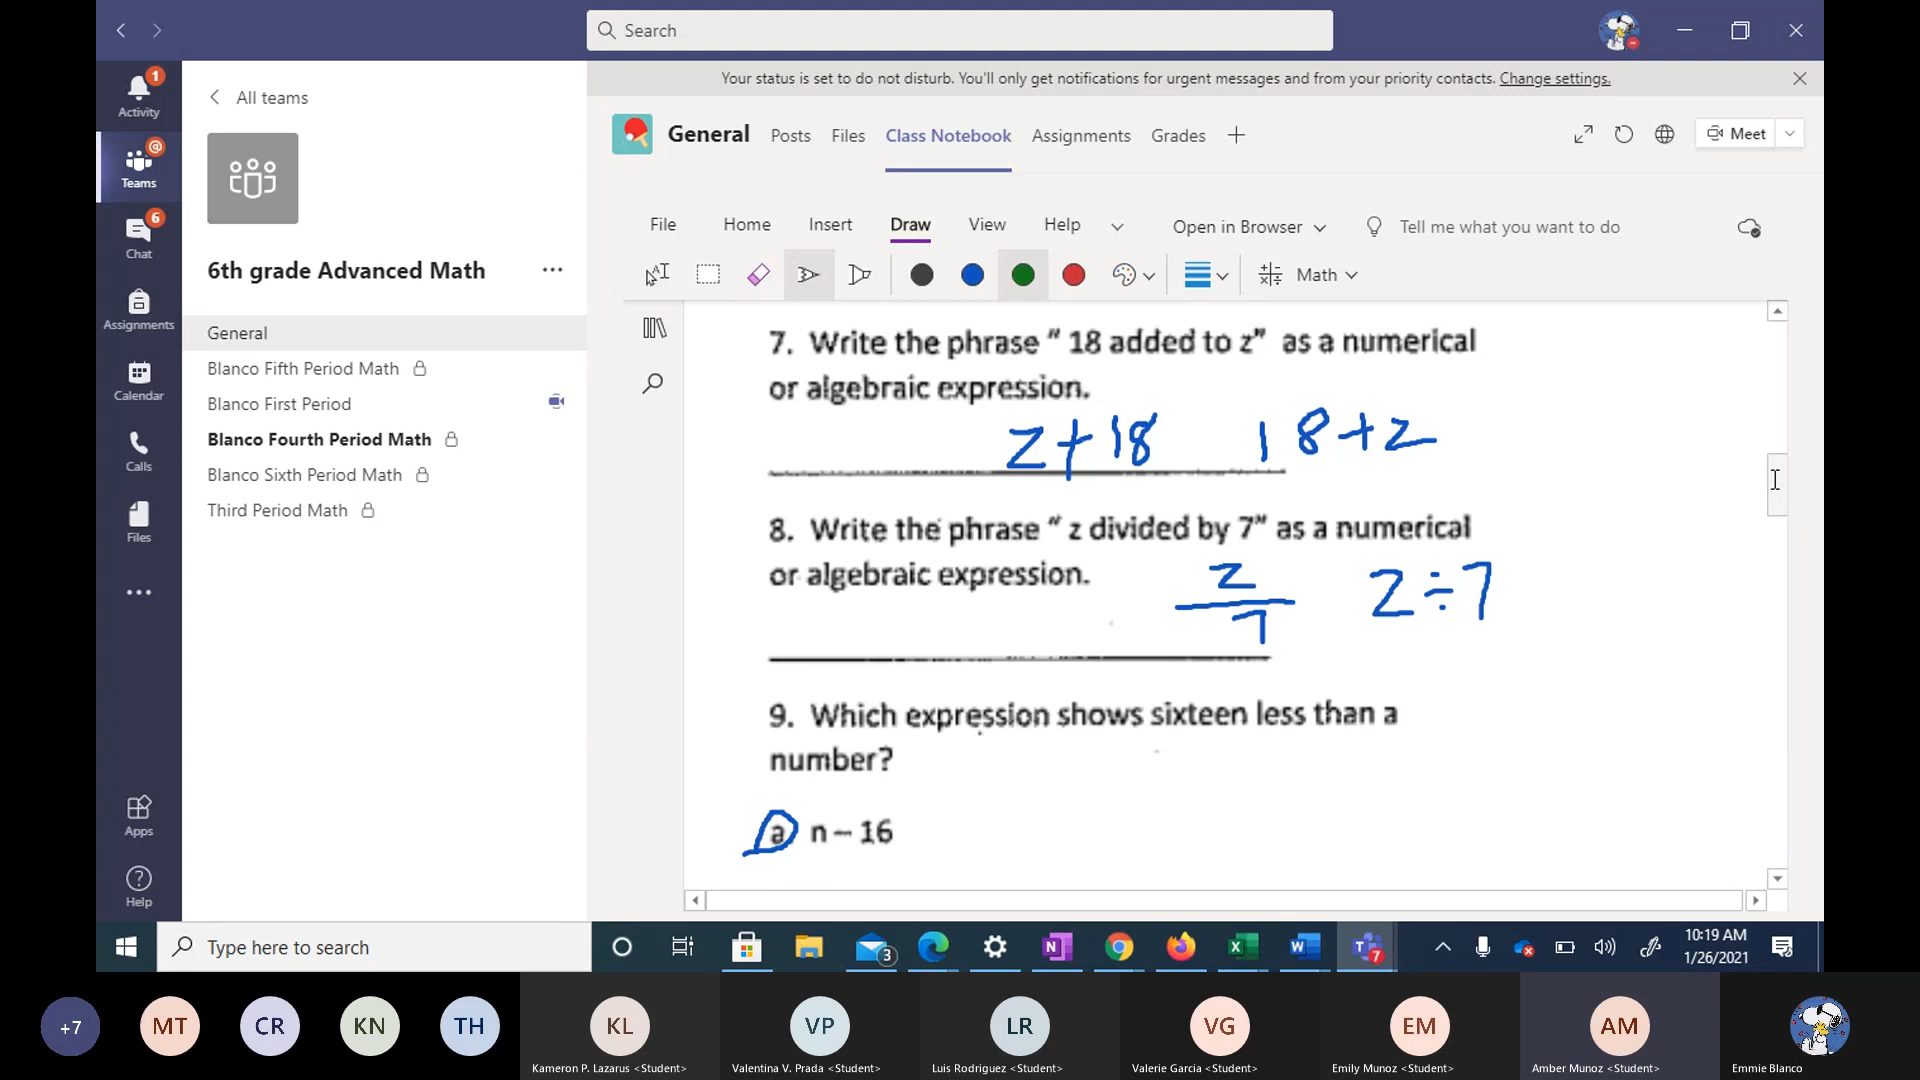 Search
Your status is set to do not disturb. You'll only get notifications for urgent messages and from your priority contacts. Change settings.
1
Activity
@
Teams
6
Chat
Assignments
Calendar
Calls
Files
Apps
Help
All teams
6th grade Advanced Math
General
Blanco Fifth Period Math
Blanco First Period
Blanco Fourth Period Math
Blanco Sixth Period Math
Third Period Math
General Posts Files Class Notebook Assignments Grades Meet
File Home Insert Draw View Help Open in Browser Tell me what you want to do
Math
7. Write the phrase " 18 added to z" as a numerical
or algebraic expression.
z+18 18+z
8. Write the phrase " z divided by 7" as a numerical
or algebraic expression.
z
7
z÷7
9. Which expression shows sixteen less than a
number?
a n – 16
Type here to search
3
7
10:19 AM
1/26/2021
+7 MT CR KN TH KL VP LR VG EM AM
Kameron P. Lazarus <Student> Valentina V. Prada <Student> Luis Rodriguez <Student> Valerie Garcia <Student> Emily Munoz <Student> Amber Munoz <Student> Emmie Blanco